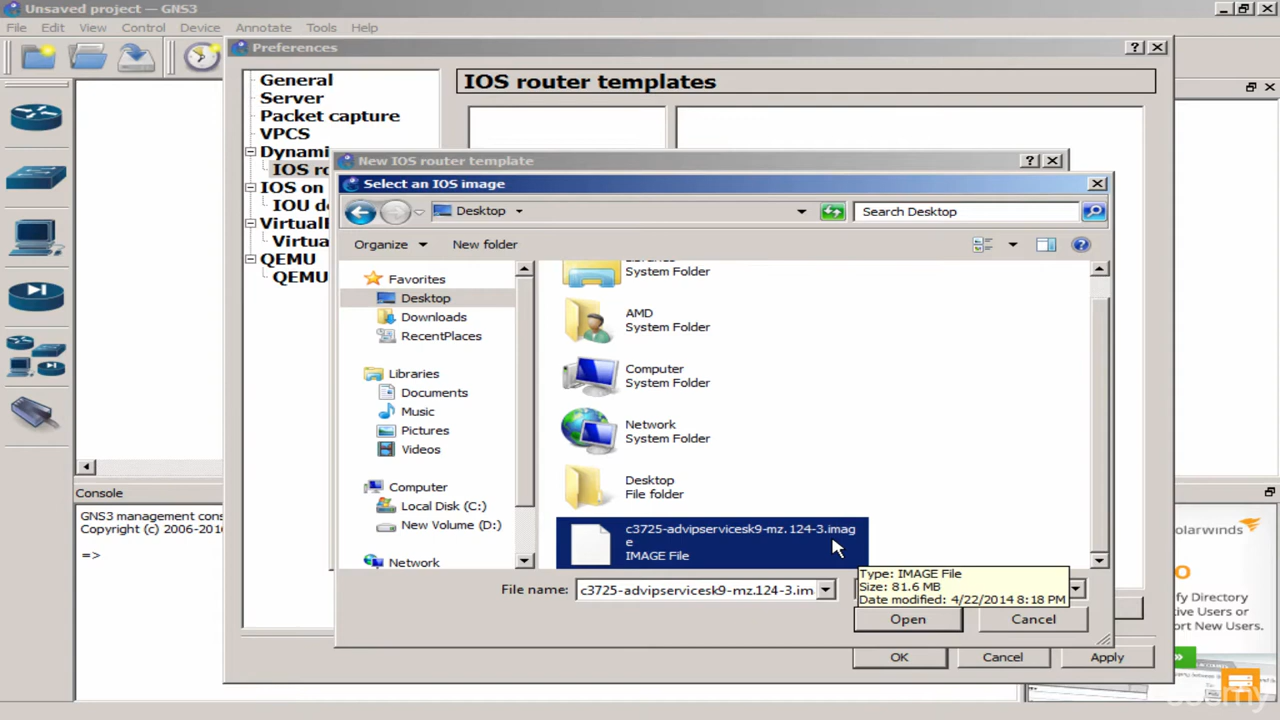 Unsaved project — GNS3
File Edit View Control Device Annotate Tools Help
Preferences
General
Server
Packet capture
VPCS
Dynami
IOS ro
IOS on
IOU de
VirtualB
Virtua
QEMU
QEMU
IOS router templates
New IOS router template
Select an IOS image
Desktop
Search Desktop
Organize
New folder
Favorites
Desktop
Downloads
RecentPlaces
Libraries
Documents
Music
Pictures
Videos
Computer
Local Disk (C:)
New Volume (D:)
Network
System Folder
AMD
System Folder
Computer
System Folder
Network
System Folder
Desktop
File folder
c3725-advipservicesk9-mz.124-3.imag
e
IMAGE File
Type: IMAGE File
Size: 81.6 MB
Date modified: 4/22/2014 8:18 PM
File name:
c3725-advipservicesk9-mz.124-3.im
Open
Cancel
OK
Cancel
Apply
Console
GNS3 management cons
Copyright (c) 2006-201
=>
olarwinds
O
fy Directory
tive Users or
port New Users.